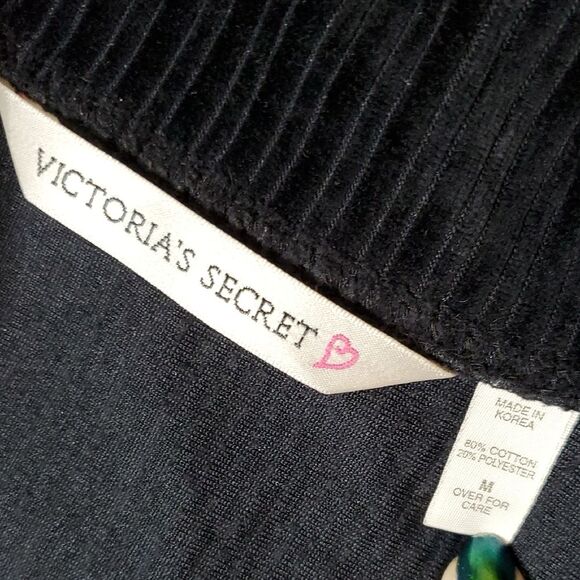 VICTORIA'S SECRET
MADE IN
KOREA
80% COTTON
20% POLYESTER
M
OVER FOR
CARE